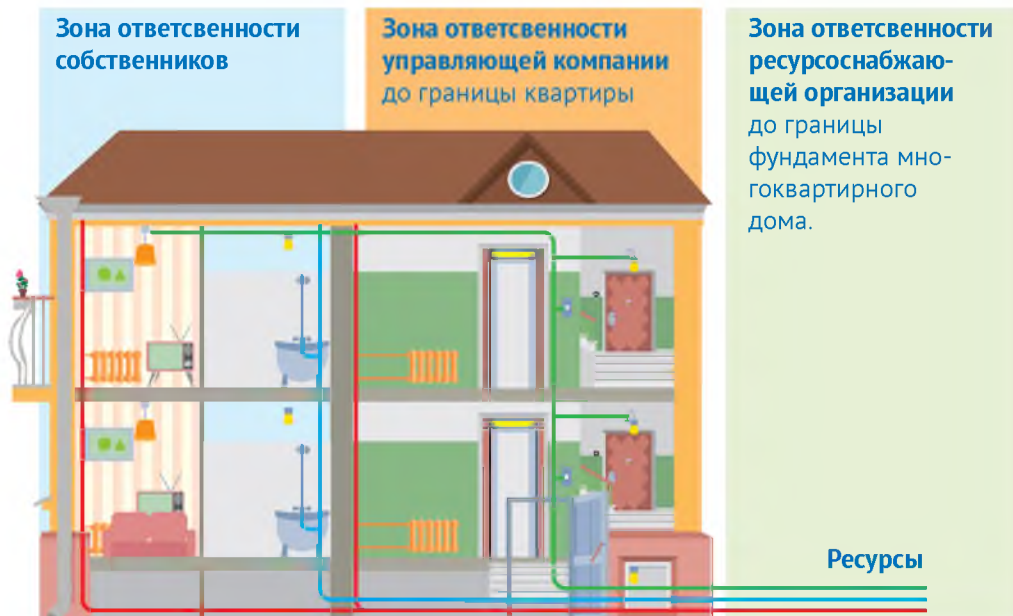 Зона ответсвенности
собственников
Зона ответсвенности
управляющей компании
до границы квартиры
Зона ответсвенности
ресурсоснабжаю-
щей организации
до границы
фундамента мно-
гоквартирного
дома.
Ресурсы